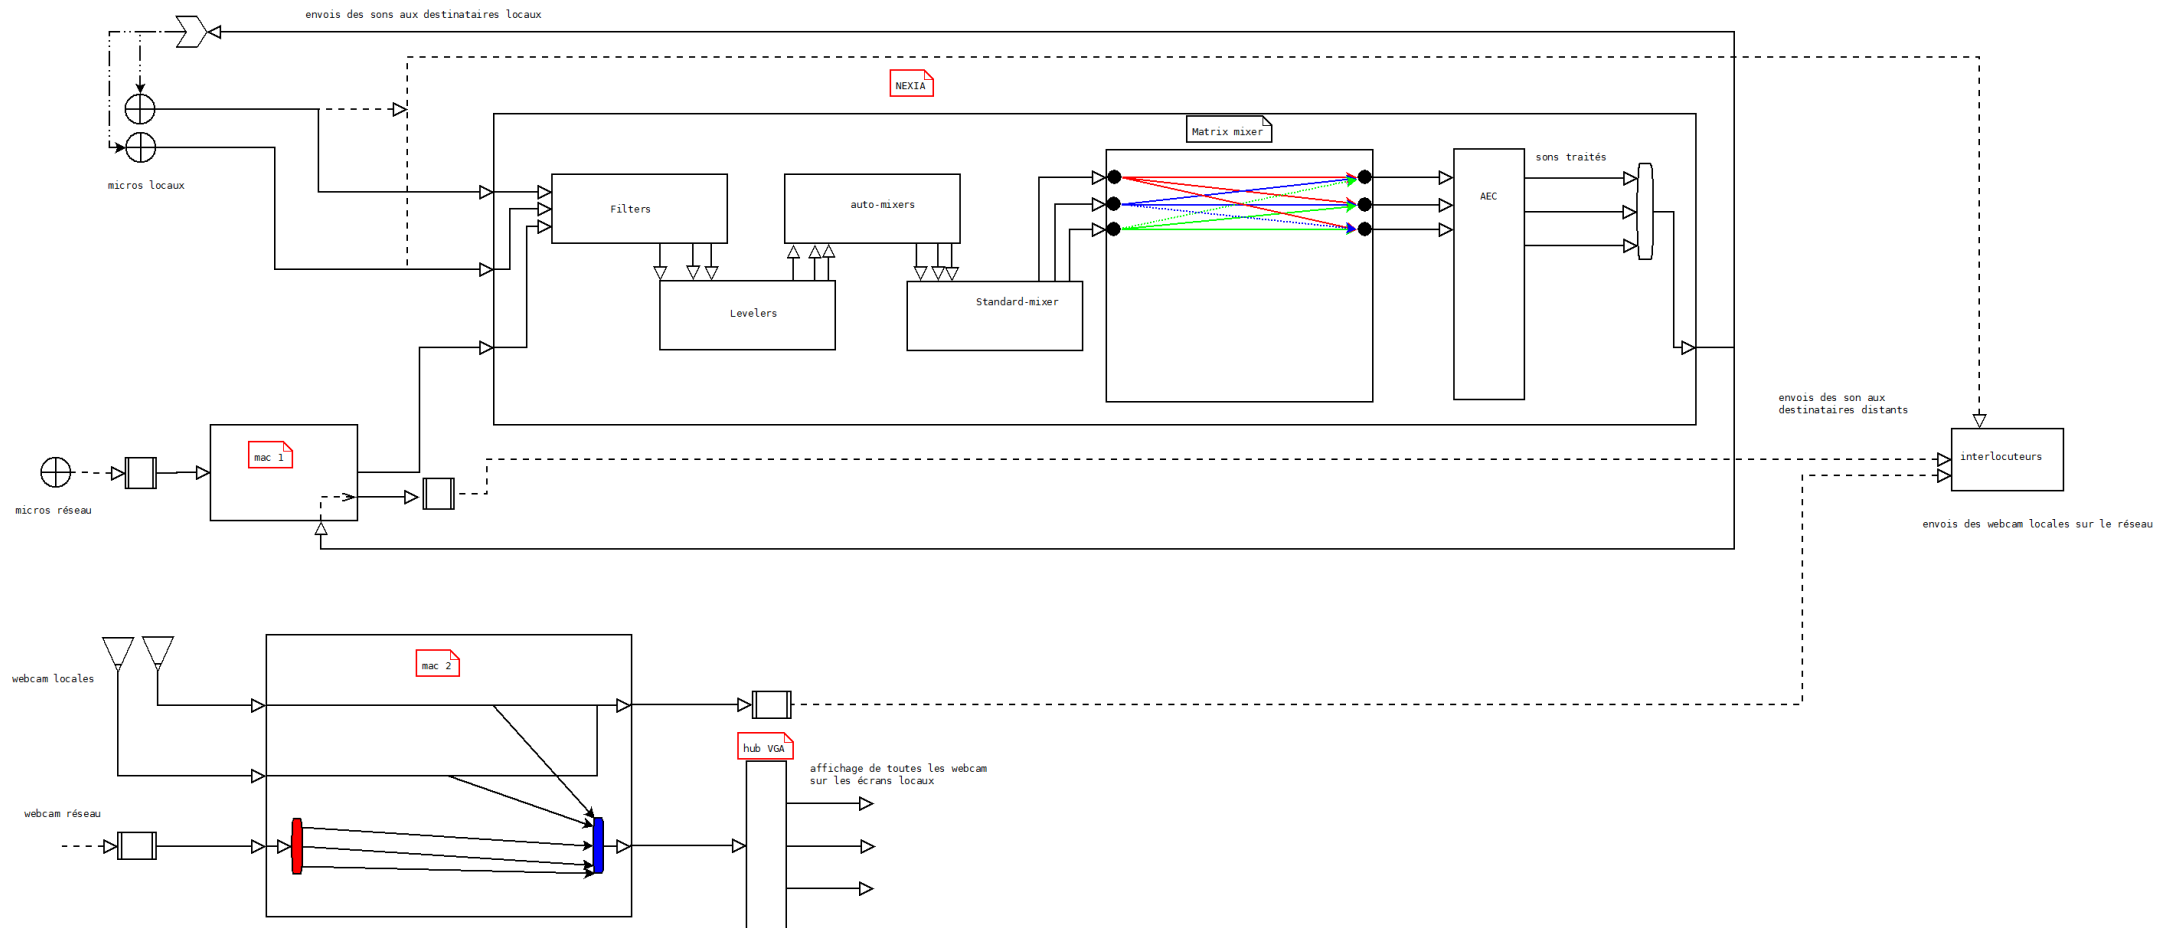 envois des sons aux destinataires locaux
NEXIA
Matrix mixer
sons traités
micros locaux
Filters
auto-mixers
AEC
Levelers
Standard-mixer
envois des son aux
destinataires distants
mac 1
interlocuteurs
micros réseau
envois des webcam locales sur le réseau
mac 2
webcam locales
hub VGA
affichage de toutes les webcam
sur les écrans locaux
webcam réseau